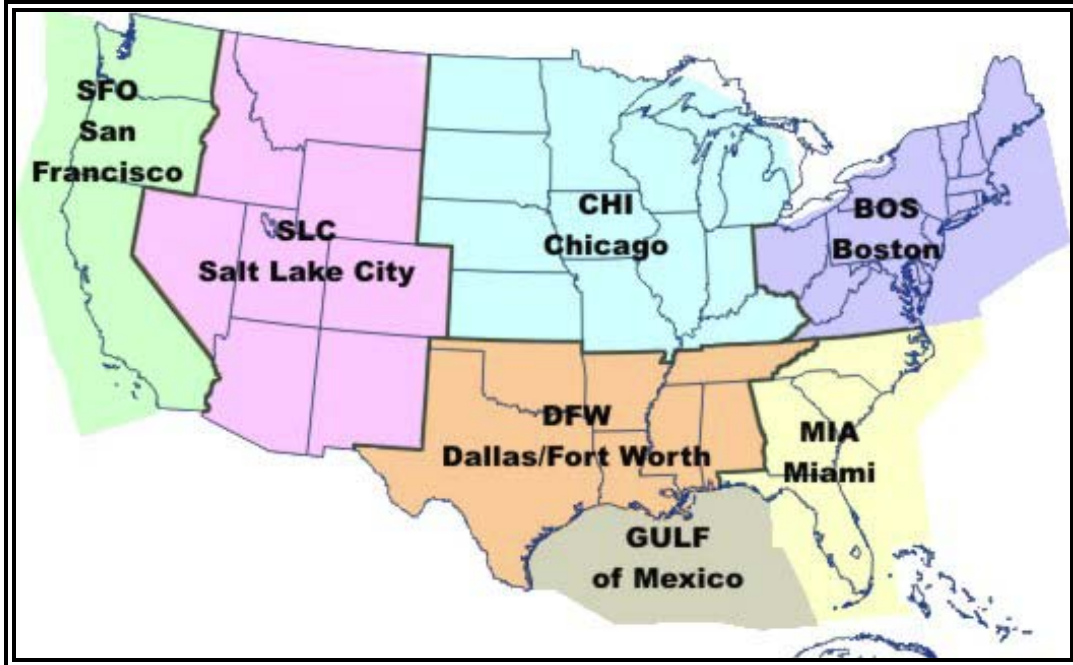 SFO
San
Francisco
SLC
Salt Lake City
CHI
Chicago
BOS
Boston
DFW
Dallas/Fort Worth
MIA
Miami
GULF
of Mexico